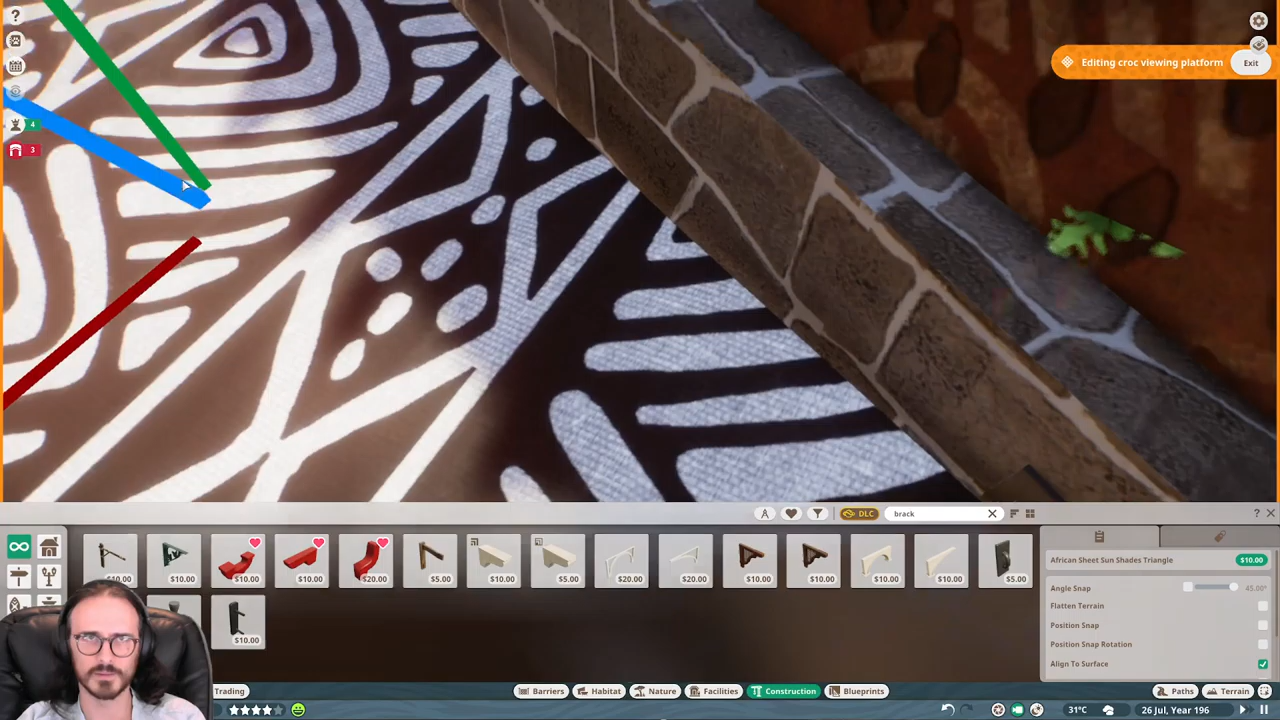 ?
Editing croc viewing platform
Exit
4
3
DLC
brack
?
$10.00
$10.00
$10.00
$10.00
$20.00
$5.00
$10.00
$5.00
$20.00
$20.00
$10.00
$10.00
$10.00
$10.00
$5.00
$10.00
African Sheet Sun Shades Triangle
$10.00
Angle Snap
45.00°
Flatten Terrain
Position Snap
Position Snap Rotation
Align To Surface
Trading
Barriers
Habitat
Nature
Facilities
Construction
Blueprints
Paths
Terrain
31°C
26 Jul, Year 196